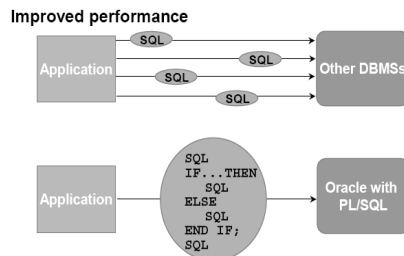 Improved performance
SQL
Application
SQL
Other DBMSs
SQL
SQL
SQL
IF...THEN
SQL
ELSE
SQL
END IF;
SQL
Application
Oracle with
PL/SQL